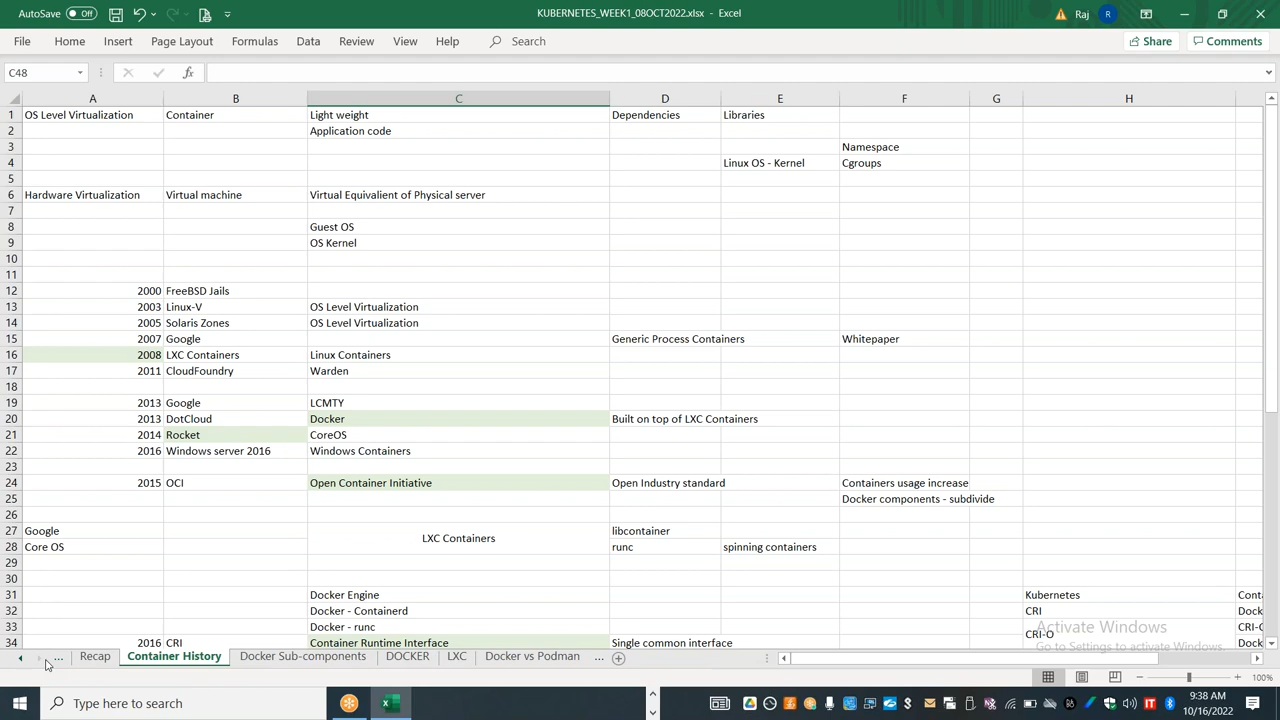 AutoSave Off KUBERNETES_WEEK1_08OCT2022.xlsx - Excel Raj R
File Home Insert Page Layout Formulas Data Review View Help Search Share Comments
C48 fx
A B C D E F G H
1 OS Level Virtualization Container Light weight Dependencies Libraries
2 Application code
3 Namespace
4 Linux OS - Kernel Cgroups
5
6 Hardware Virtualization Virtual machine Virtual Equivalient of Physical server
7
8 Guest OS
9 OS Kernel
10
11
12 2000 FreeBSD Jails
13 2003 Linux-V OS Level Virtualization
14 2005 Solaris Zones OS Level Virtualization
15 2007 Google Generic Process Containers Whitepaper
16 2008 LXC Containers Linux Containers
17 2011 CloudFoundry Warden
18
19 2013 Google LCMTY
20 2013 DotCloud Docker Built on top of LXC Containers
21 2014 Rocket CoreOS
22 2016 Windows server 2016 Windows Containers
23
24 2015 OCI Open Container Initiative Open Industry standard Containers usage increase
25 Docker components - subdivide
26
27 Google LXC Containers libcontainer
28 Core OS runc spinning containers
29
30
31 Docker Engine Kubernetes Conta
32 Docker - Containerd CRI Dock
33 Docker - runc CRI-O CRI-O
34 2016 CRI Container Runtime Interface Single common interface Dock
Activate Windows
Go to Settings to activate Windows.
... Recap Container History Docker Sub-components DOCKER LXC Docker vs Podman ...
100%
Type here to search
9:38 AM
10/16/2022